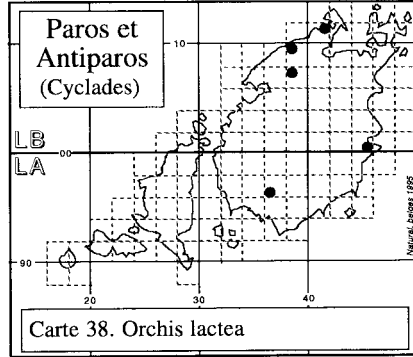 Paros et
Antiparos
(Cyclades)
10
LB
00
LA
90
20
30
40
Natural. belges 1995
Carte 38. Orchis lactea